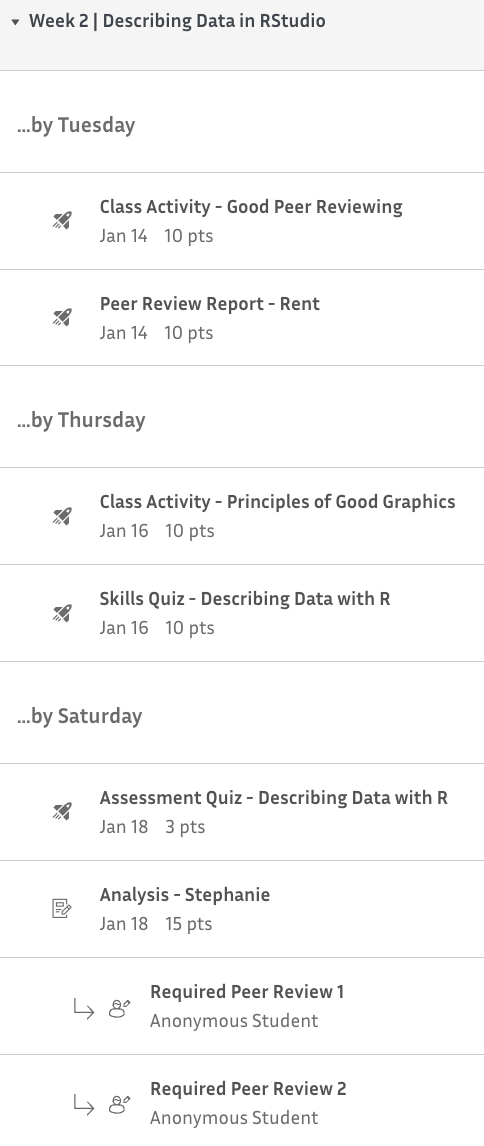 Week 2 | Describing Data in RStudio
...by Tuesday
Class Activity - Good Peer Reviewing
Jan 14 10 pts
Peer Review Report - Rent
Jan 14 10 pts
...by Thursday
Class Activity - Principles of Good Graphics
Jan 16 10 pts
Skills Quiz - Describing Data with R
Jan 16 10 pts
...by Saturday
Assessment Quiz - Describing Data with R
Jan 18 3 pts
Analysis - Stephanie
Jan 18 15 pts
Required Peer Review 1
Anonymous Student
Required Peer Review 2
Anonymous Student